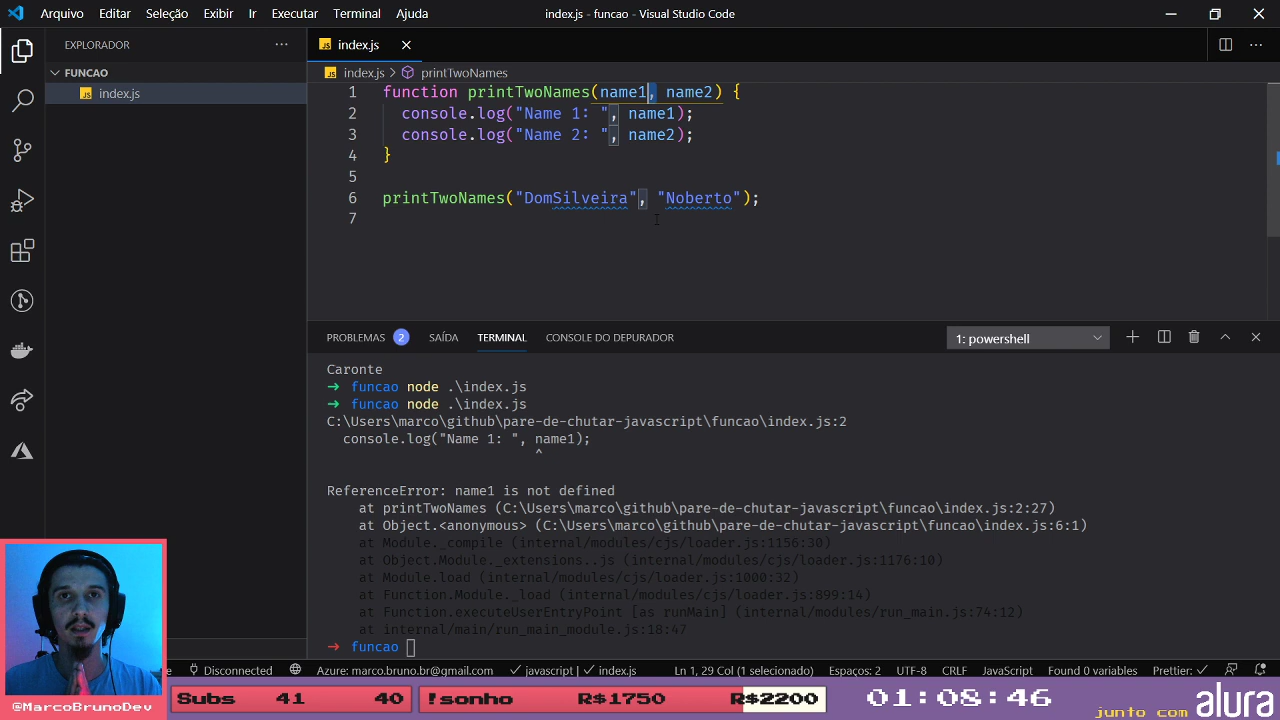 Arquivo Editar Seleção Exibir Ir Executar Terminal Ajuda index.js - funcao - Visual Studio Code
EXPLORADOR
FUNCAO
index.js
index.js
index.js > printTwoNames
1 function printTwoNames(name1, name2) {
2 console.log("Name 1: ", name1);
3 console.log("Name 2: ", name2);
4 }
5
6 printTwoNames("DomSilveira", "Noberto");
7
PROBLEMAS 2 SAÍDA TERMINAL CONSOLE DO DEPURADOR 1: powershell
Caronte
→ funcao node .\index.js
→ funcao node .\index.js
C:\Users\marco\github\pare-de-chutar-javascript\funcao\index.js:2
console.log("Name 1: ", name1);
^
ReferenceError: name1 is not defined
at printTwoNames (C:\Users\marco\github\pare-de-chutar-javascript\funcao\index.js:2:27)
at Object.<anonymous> (C:\Users\marco\github\pare-de-chutar-javascript\funcao\index.js:6:1)
at Module._compile (internal/modules/cjs/loader.js:1156:30)
at Object.Module._extensions..js (internal/modules/cjs/loader.js:1176:10)
at Module.load (internal/modules/cjs/loader.js:1000:32)
at Function.Module._load (internal/modules/cjs/loader.js:899:14)
at Function.executeUserEntryPoint [as runMain] (internal/modules/run_main.js:74:12)
at internal/main/run_main_module.js:18:47
→ funcao
Disconnected Azure: marco.bruno.br@gmail.com javascript | index.js Ln 1, 29 Col (1 selecionado) Espaços: 2 UTF-8 CRLF JavaScript Found 0 variables Prettier:
@MarcoBrunoDev
Subs 41 40 !sonho R$1750 R$2200 01:08:46 junto com alura